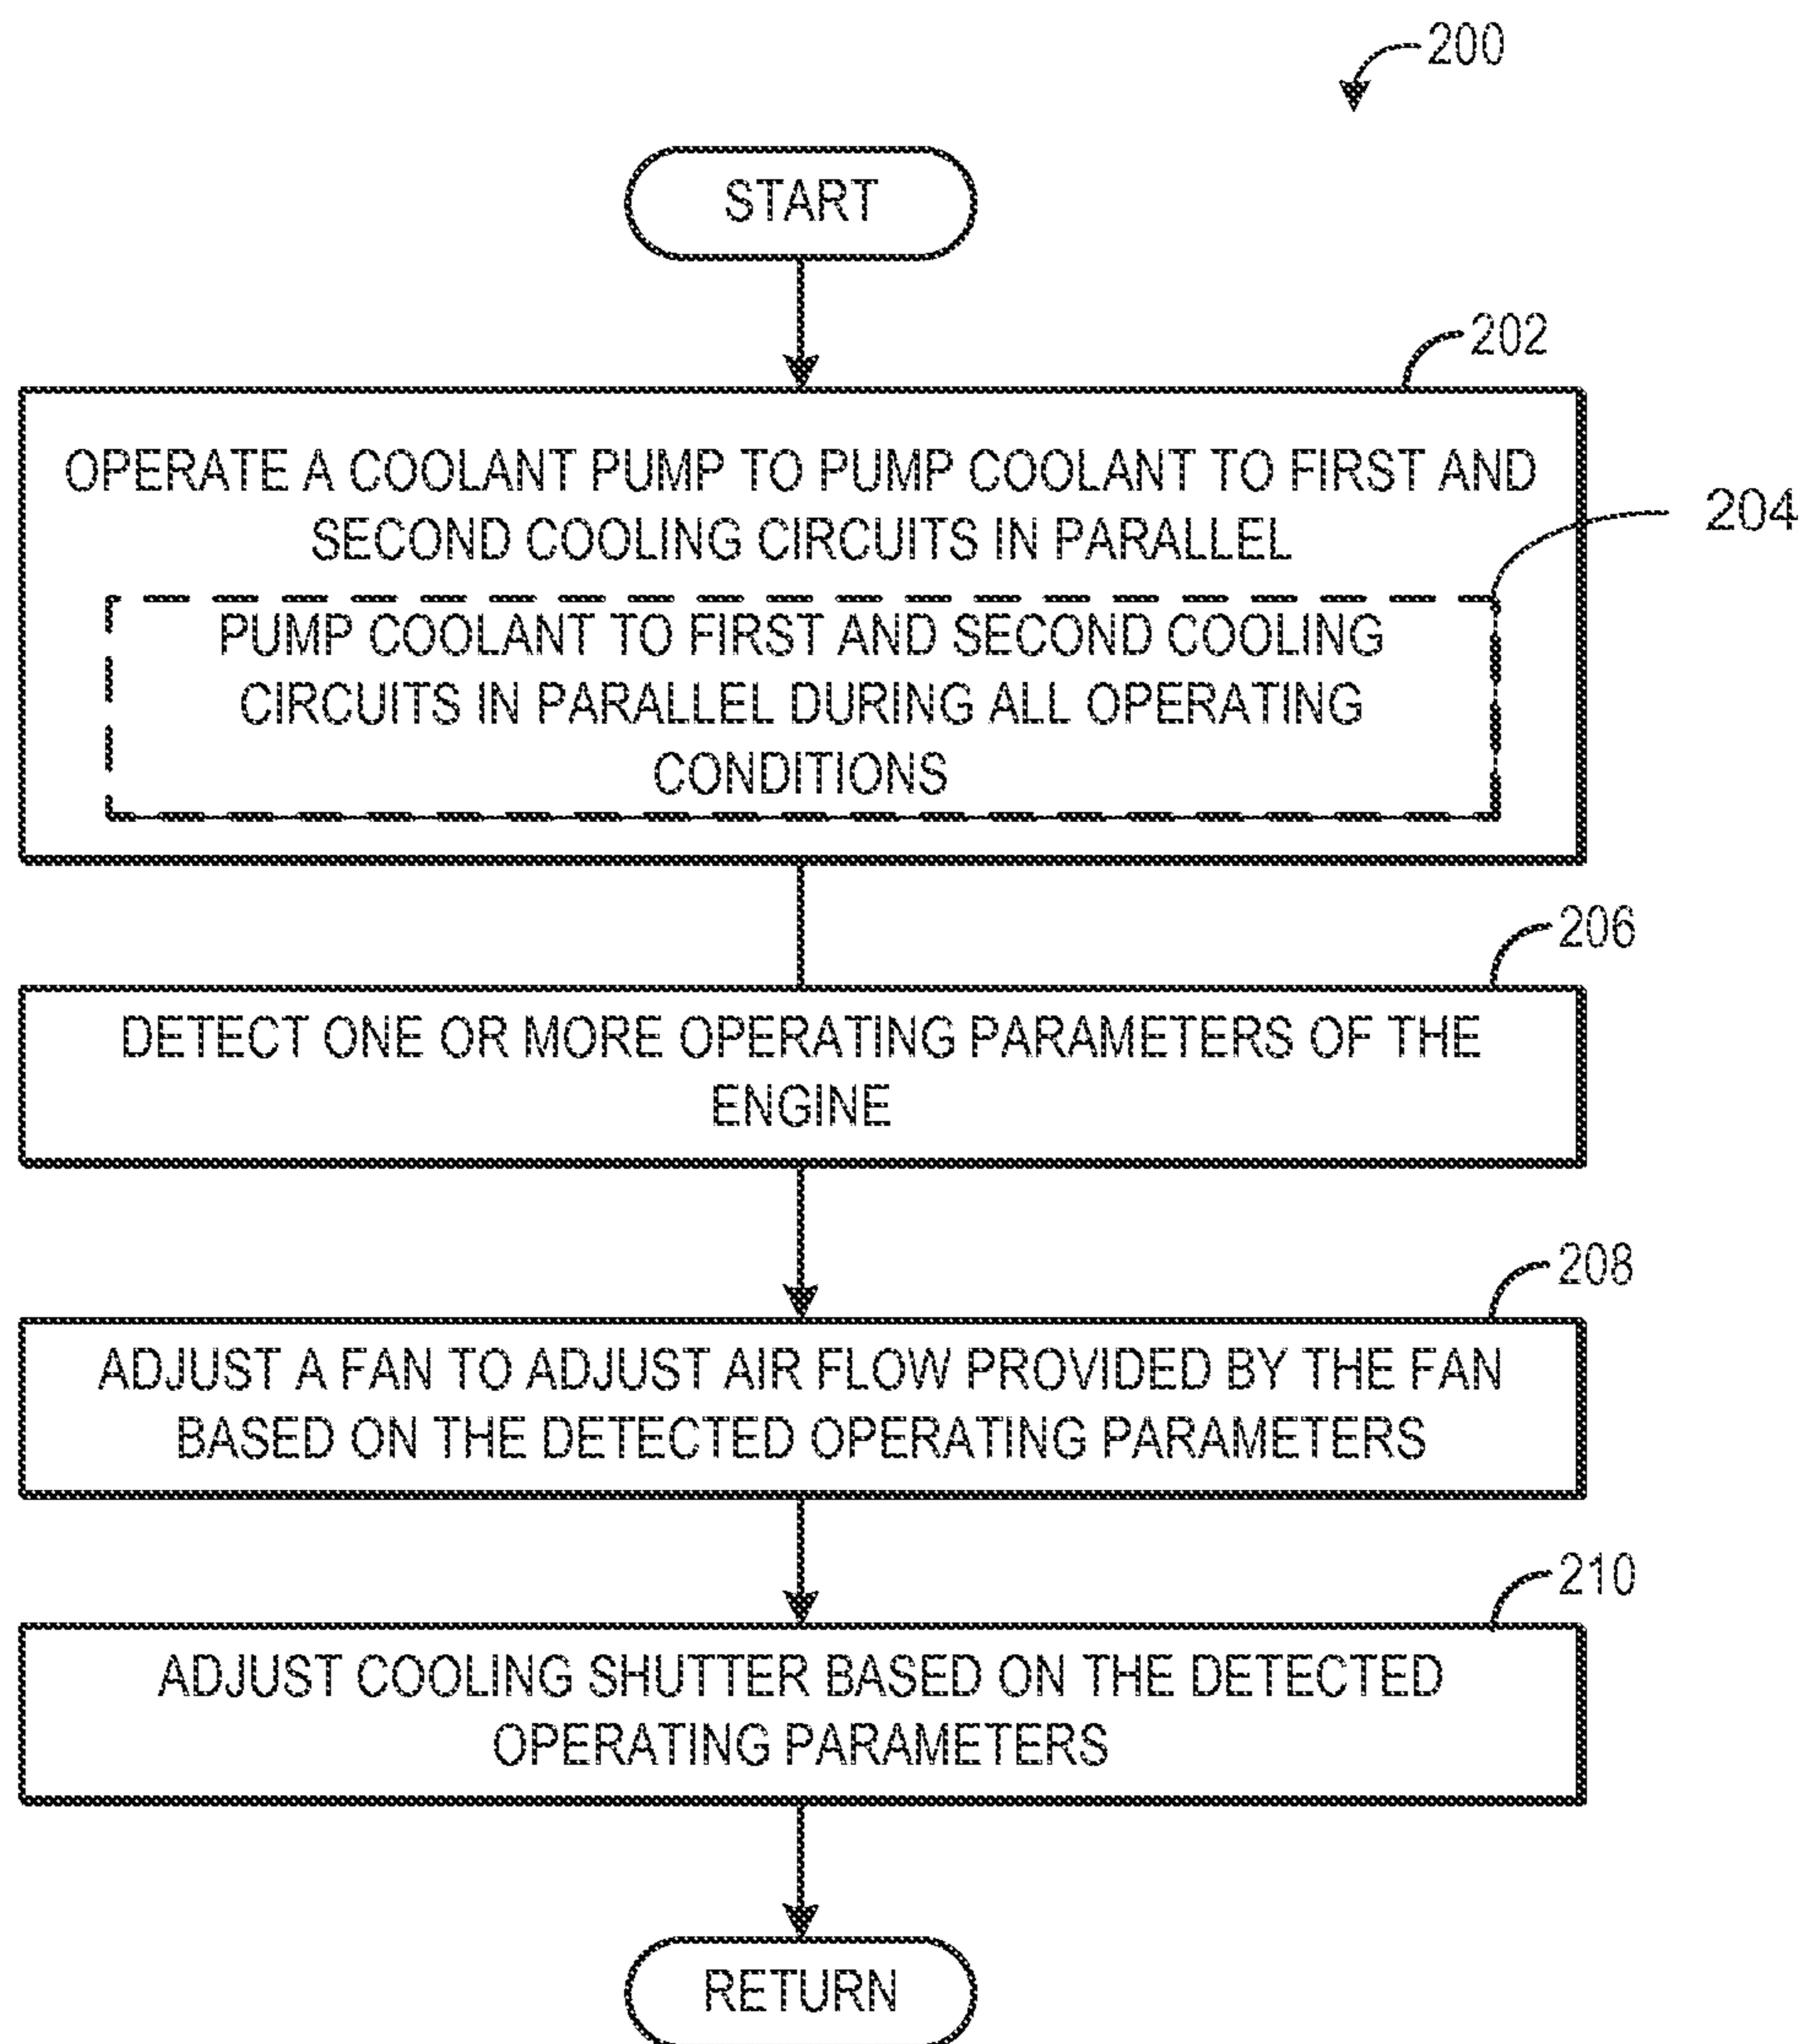 200
START
202
OPERATE A COOLANT PUMP TO PUMP COOLANT TO FIRST AND
SECOND COOLING CIRCUITS IN PARALLEL
204
PUMP COOLANT TO FIRST AND SECOND COOLING
CIRCUITS IN PARALLEL DURING ALL OPERATING
CONDITIONS
206
DETECT ONE OR MORE OPERATING PARAMETERS OF THE
ENGINE
208
ADJUST A FAN TO ADJUST AIR FLOW PROVIDED BY THE FAN
BASED ON THE DETECTED OPERATING PARAMETERS
210
ADJUST COOLING SHUTTER BASED ON THE DETECTED
OPERATING PARAMETERS
RETURN